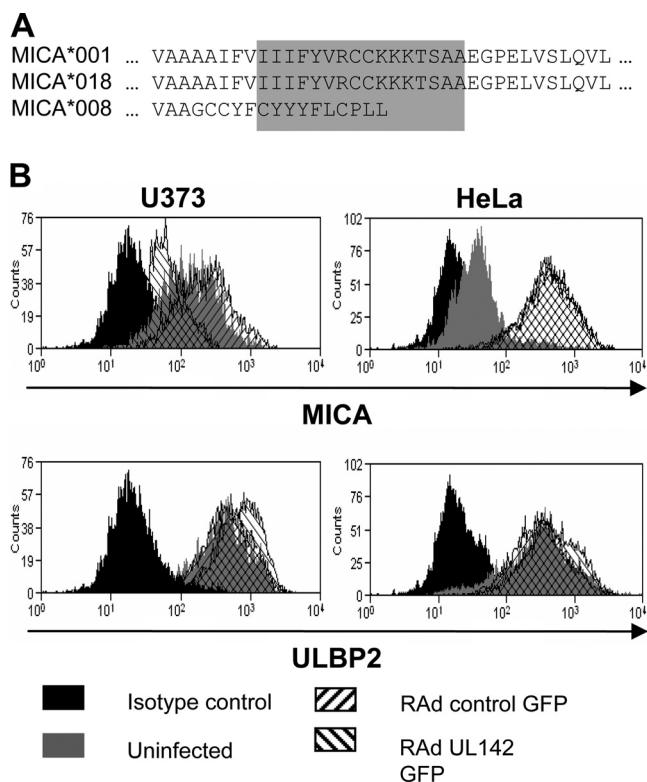 A
MICA*001 ... VAAAAIFVIIIFYVRCCKKKTSAAEGPELVSLQVL ...
MICA*018 ... VAAAAIFVIIIFYVRCCKKKTSAAEGPELVSLQVL ...
MICA*008 ... VAAGCCYFCYYYFLCPLL
B
U373 HeLa
76 57 38 19 0 Counts 10^0 10^1 10^2 10^3 10^4
102 76 51 25 0 Counts 10^0 10^1 10^2 10^3 10^4
MICA
76 57 38 19 0 Counts 10^0 10^1 10^2 10^3 10^4
102 76 51 25 0 Counts 10^0 10^1 10^2 10^3 10^4
ULBP2
Isotype control RAd control GFP
Uninfected RAd UL142
GFP